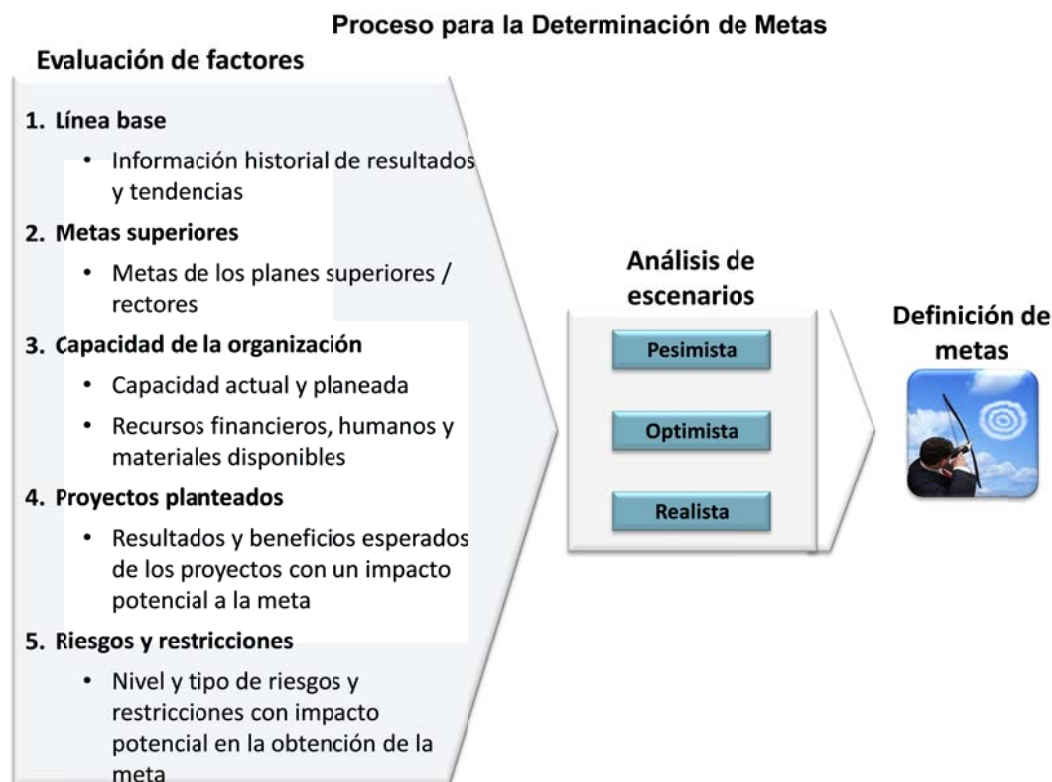 Proceso para la Determinación de Metas
Evaluación de factores
1. Línea base
• Información historial de resultados
y tendencias
2. Metas superiores
• Metas de los planes superiores /
rectores
3. Capacidad de la organización
• Capacidad actual y planeada
• Recursos financieros, humanos y
materiales disponibles
4. Proyectos planteados
• Resultados y beneficios esperados
de los proyectos con un impacto
potencial a la meta
5. Riesgos y restricciones
• Nivel y tipo de riesgos y
restricciones con impacto
potencial en la obtención de la
meta
Análisis de
escenarios
Pesimista
Optimista
Realista
Definición de
metas